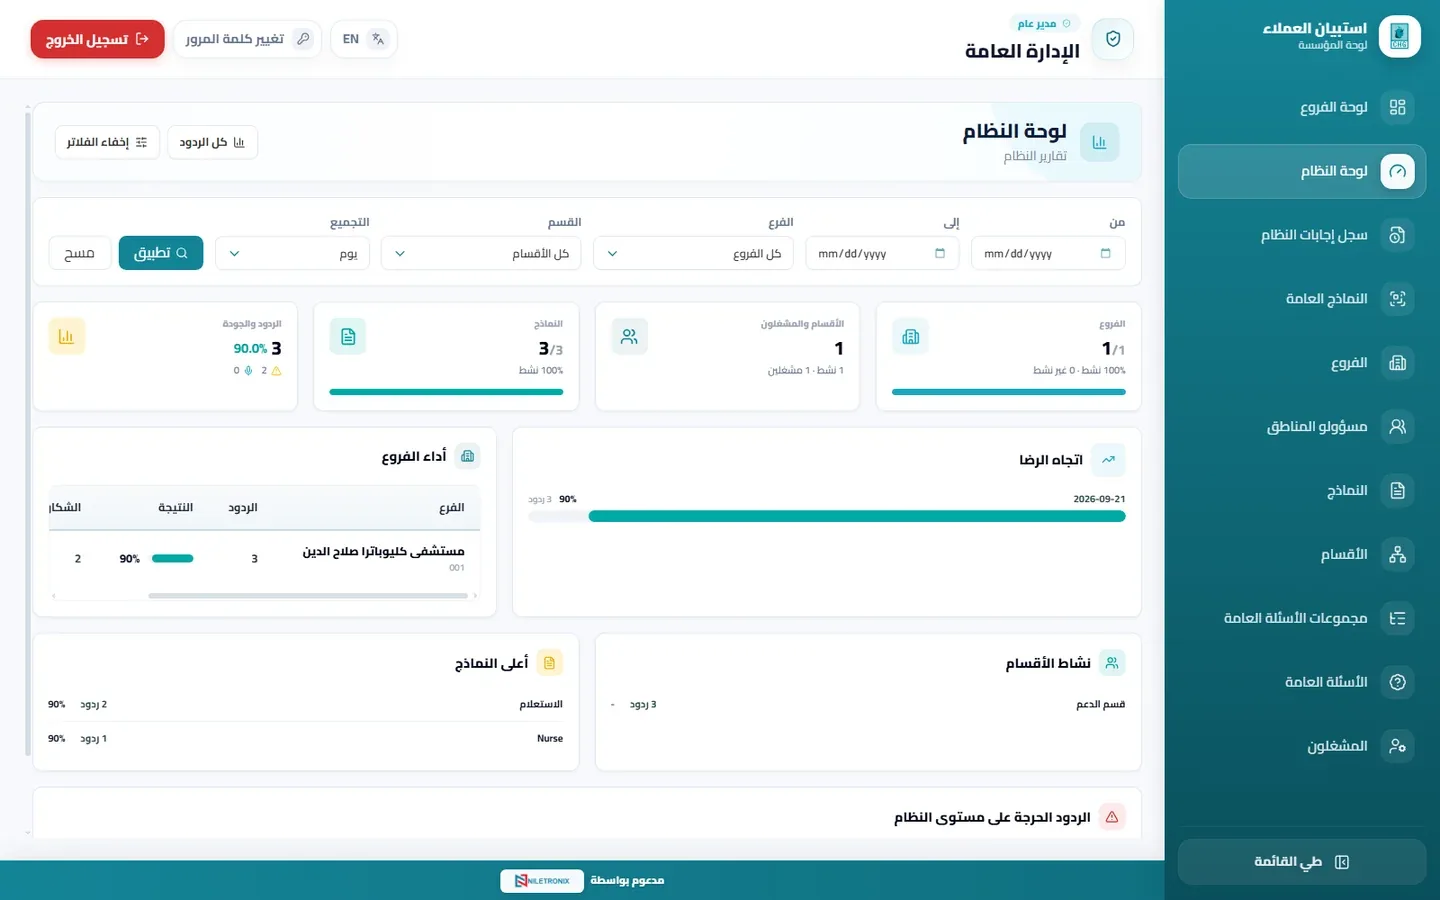 استبيان العملاء
لوحة المؤسسة
CHG
لوحة الفروع
لوحة النظام
سجل إجابات النظام
النماذج العامة
الفروع
مسؤولو المناطق
النماذج
الأقسام
مجموعات الأسئلة العامة
الأسئلة العامة
المشغلون
طي القائمة
مدير عام
الإدارة العامة
EN
تغيير كلمة المرور
تسجيل الخروج
لوحة النظام
تقارير النظام
كل الردود
إخفاء الفلاتر
من
mm/dd/yyyy
إلى
mm/dd/yyyy
الفرع
كل الفروع
القسم
كل الأقسام
التجميع
يوم
تطبيق
مسح
الفروع
1/1
100% نشط · 0 غير نشط
الأقسام والمشغلون
1
1 نشط · 1 مشغلين
النماذج
3/3
100% نشط
الردود والجودة
3 90.0%
2 0
اتجاه الرضا
2026-09-21
90% 3 ردود
أداء الفروع
الفرع الردود النتيجة الشكاو
مستشفى كليوباترا صلاح الدين 3 90% 2
001
نشاط الأقسام
قسم الدعم 3 ردود -
أعلى النماذج
الاستعلام 2 ردود 90%
Nurse 1 ردود 90%
الردود الحرجة على مستوى النظام
مدعوم بواسطة
NILETRONIX